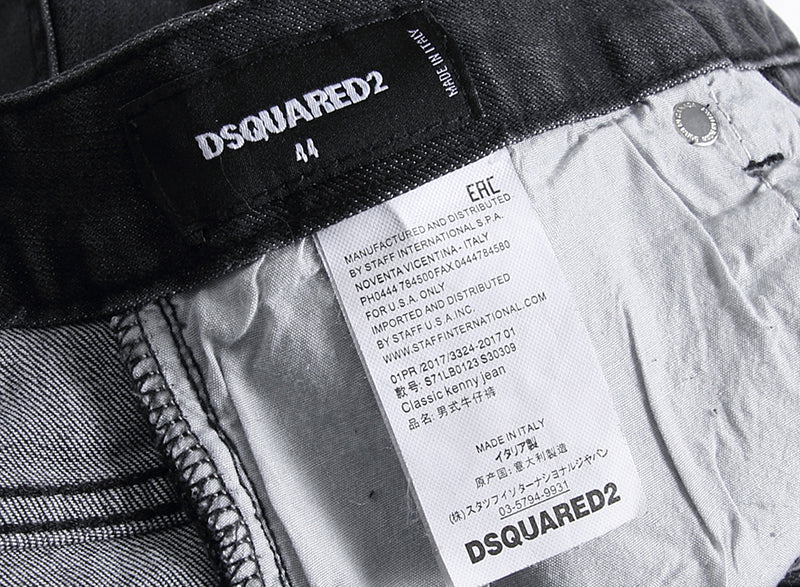 DSQUARED2
44
MADE IN ITALY
EAC
MANUFACTURED AND DISTRIBUTED
BY STAFF INTERNATIONAL S.P.A.
NOVENTA VICENTINA - ITALY
PH0444 784500FAX0444784580
FOR U.S.A. ONLY
IMPORTED AND DISTRIBUTED
BY STAFF U.S.A. INC.
WWW.STAFFINTERNATIONAL.COM
01PR /2017/3324-2017 01
款号: S71LB0123 S30309
Classic kenny jean
品名: 男式牛仔裤
MADE IN ITALY
イタリア製
原产国: 意大利製造
(株)スタッフインターナショナルジャパン
03-5794-9931
DSQUARED2